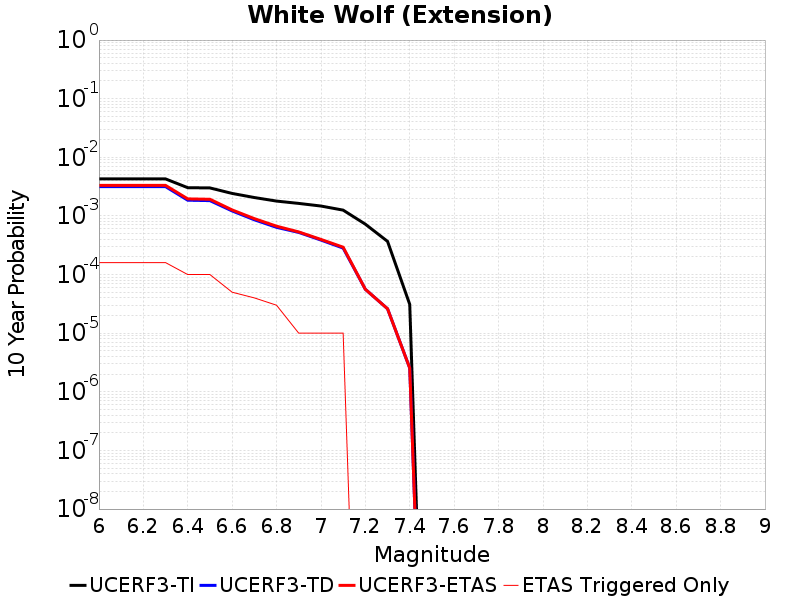 White Wolf (Extension)
10 Year Probability
10^0
10^-1
10^-2
10^-3
10^-4
10^-5
10^-6
10^-7
10^-8
6 6.2 6.4 6.6 6.8 7 7.2 7.4 7.6 7.8 8 8.2 8.4 8.6 8.8 9
Magnitude
UCERF3-TI UCERF3-TD UCERF3-ETAS ETAS Triggered Only